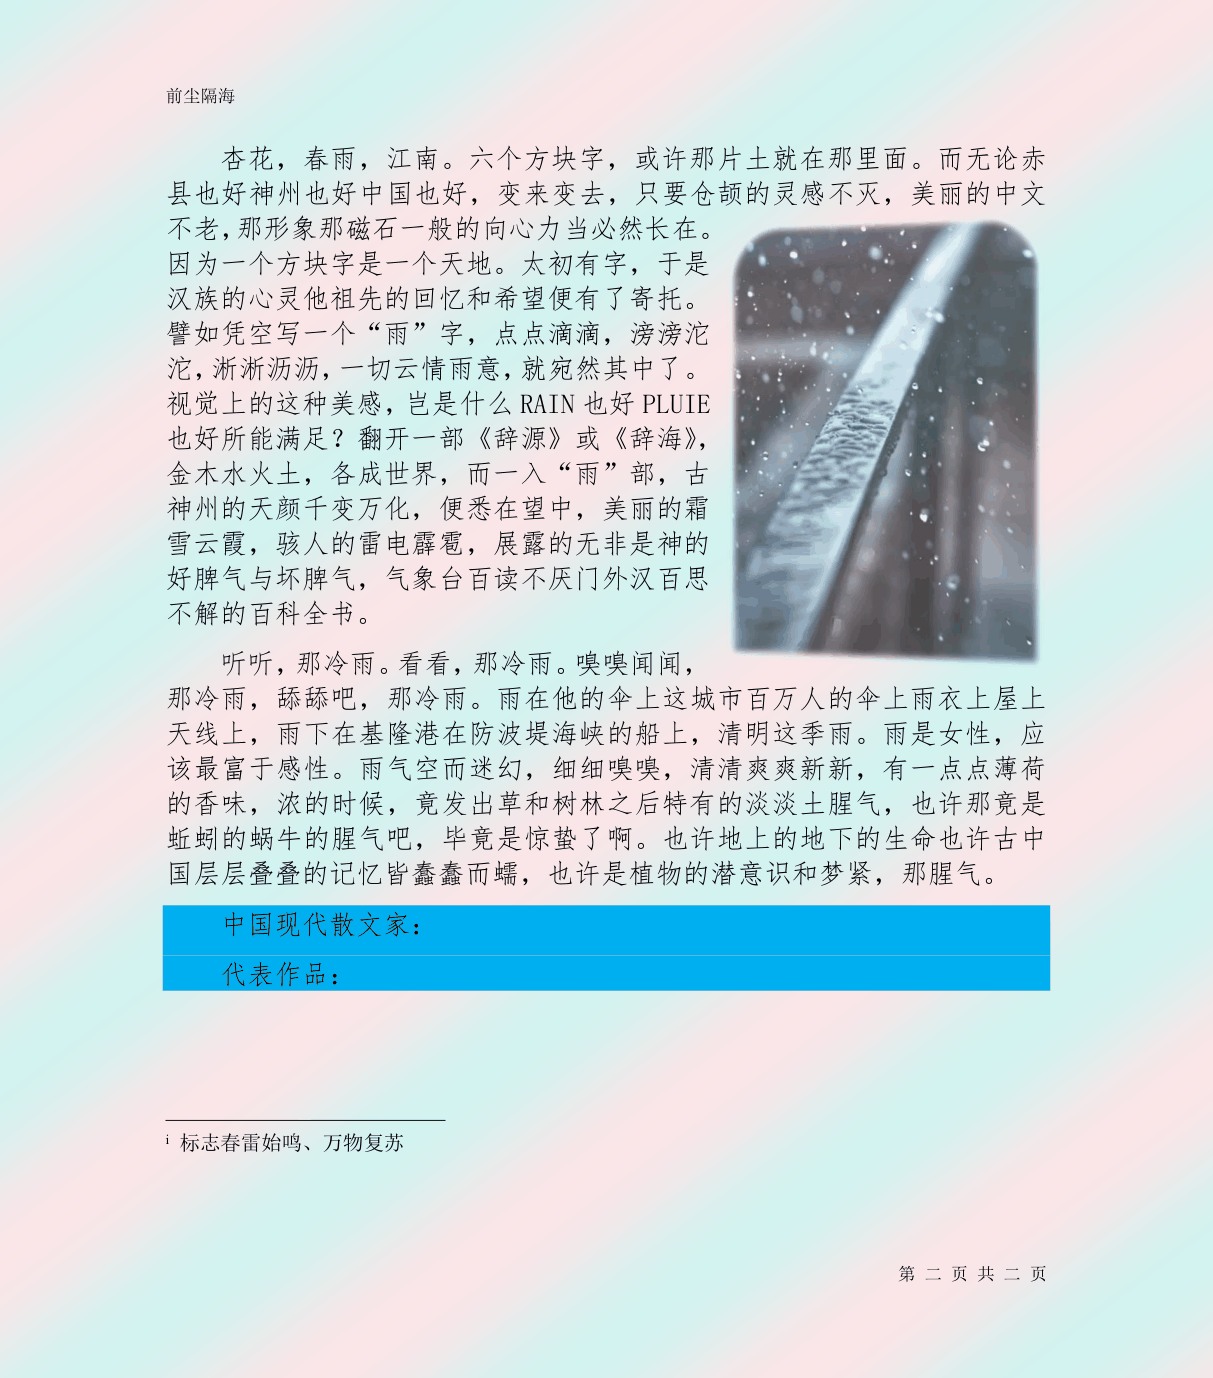 前尘隔海
杏花，春雨，江南。六个方块字，或许那片土就在那里面。而无论赤
县也好神州也好中国也好，变来变去，只要仓颉的灵感不灭，美丽的中文
不老，那形象那磁石一般的向心力当必然长在。
因为一个方块字是一个天地。太初有字，于是
汉族的心灵他祖先的回忆和希望便有了寄托。
譬如凭空写一个“雨”字，点点滴滴，滂滂沱
沱，淅淅沥沥，一切云情雨意，就宛然其中了。
视觉上的这种美感，岂是什么 RAIN 也好 PLUIE
也好所能满足？翻开一部《辞源》或《辞海》，
金木水火土，各成世界，而一入“雨”部，古
神州的天颜千变万化，便悉在望中，美丽的霜
雪云霞，骇人的雷电霹雹，展露的无非是神的
好脾气与坏脾气，气象台百读不厌门外汉百思
不解的百科全书。
听听，那冷雨。看看，那冷雨。嗅嗅闻闻，
那冷雨，舔舔吧，那冷雨。雨在他的伞上这城市百万人的伞上雨衣上屋上
天线上，雨下在基隆港在防波堤海峡的船上，清明这季雨。雨是女性，应
该最富于感性。雨气空而迷幻，细细嗅嗅，清清爽爽新新，有一点点薄荷
的香味，浓的时候，竟发出草和树林之后特有的淡淡土腥气，也许那竟是
蚯蚓的蜗牛的腥气吧，毕竟是惊蛰了啊。也许地上的地下的生命也许古中
国层层叠叠的记忆皆蠢蠢而蠕，也许是植物的潜意识和梦紧，那腥气。
中国现代散文家：
代表作品：
i 标志春雷始鸣、万物复苏
第 二 页 共 二 页